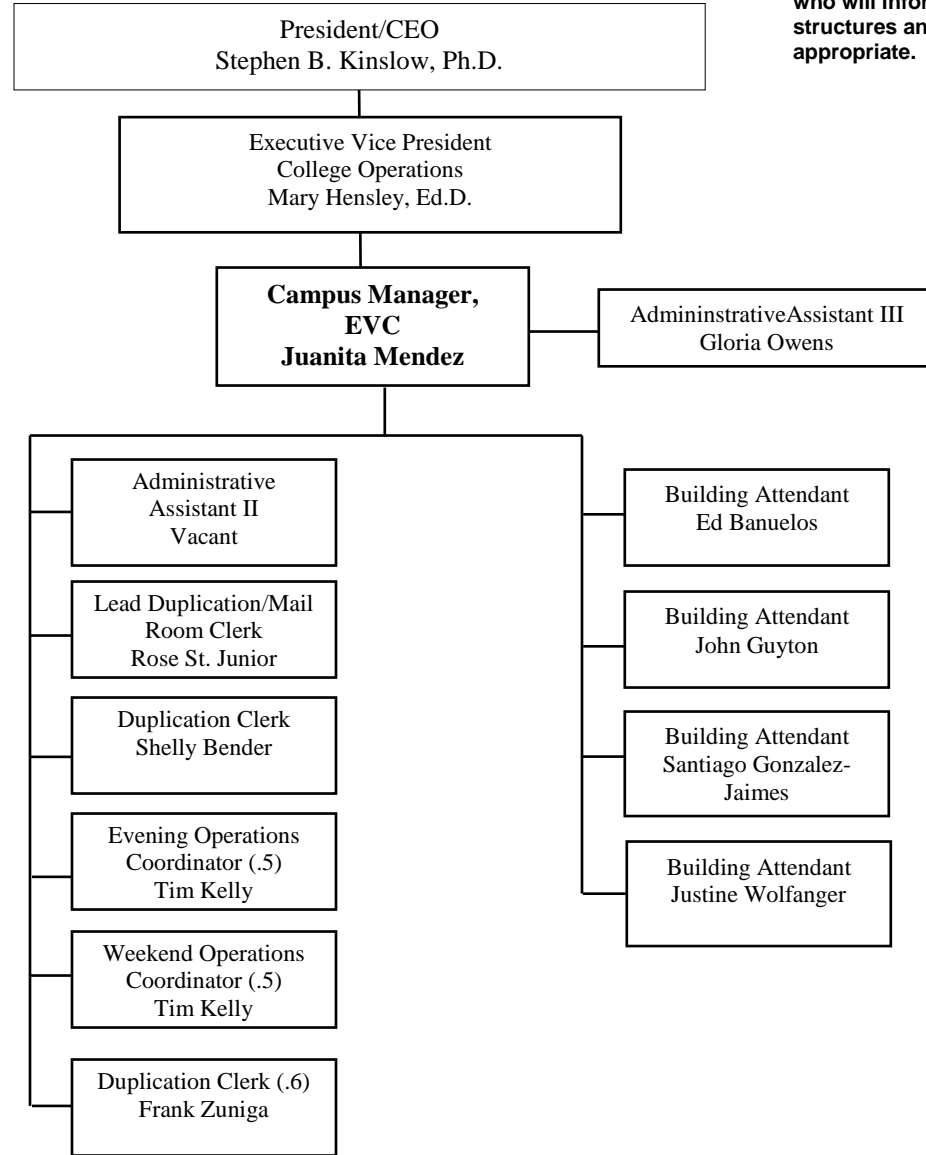 who will infor
structures an
appropriate.
President/CEO
Stephen B. Kinslow, Ph.D.
Executive Vice President
College Operations
Mary Hensley, Ed.D.
Campus Manager,
EVC
Juanita Mendez
AdmininstrativeAssistant III
Gloria Owens
Administrative
Assistant II
Vacant
Lead Duplication/Mail
Room Clerk
Rose St. Junior
Duplication Clerk
Shelly Bender
Evening Operations
Coordinator (.5)
Tim Kelly
Weekend Operations
Coordinator (.5)
Tim Kelly
Duplication Clerk (.6)
Frank Zuniga
Building Attendant
Ed Banuelos
Building Attendant
John Guyton
Building Attendant
Santiago Gonzalez-
Jaimes
Building Attendant
Justine Wolfanger